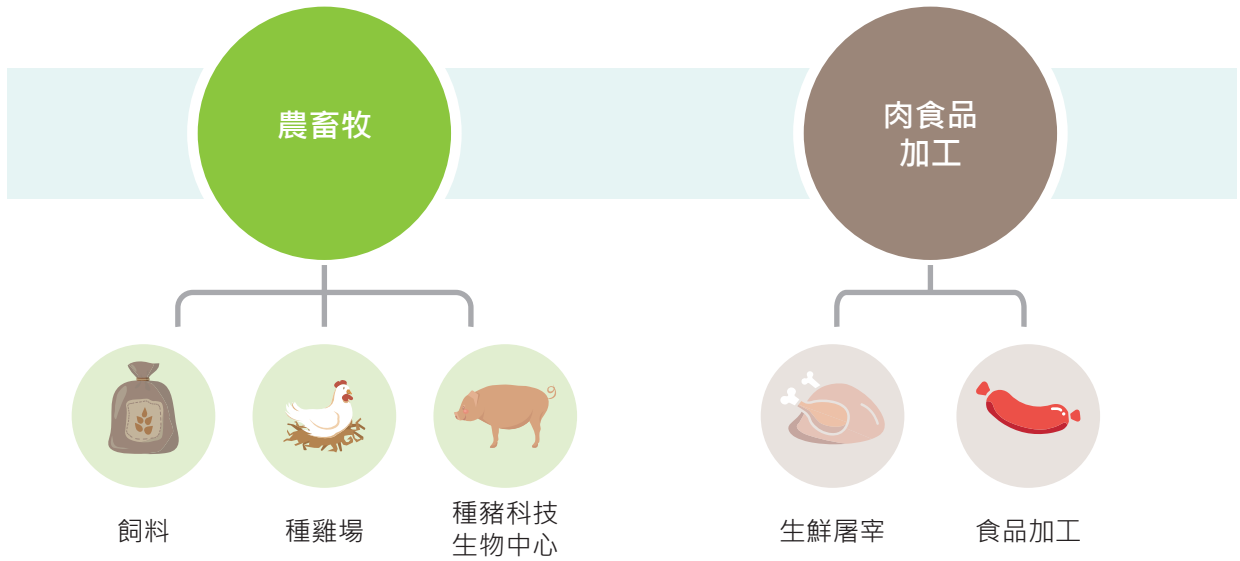 農畜牧
肉食品
加工
飼料
種雞場
種豬科技
生物中心
生鮮屠宰
食品加工